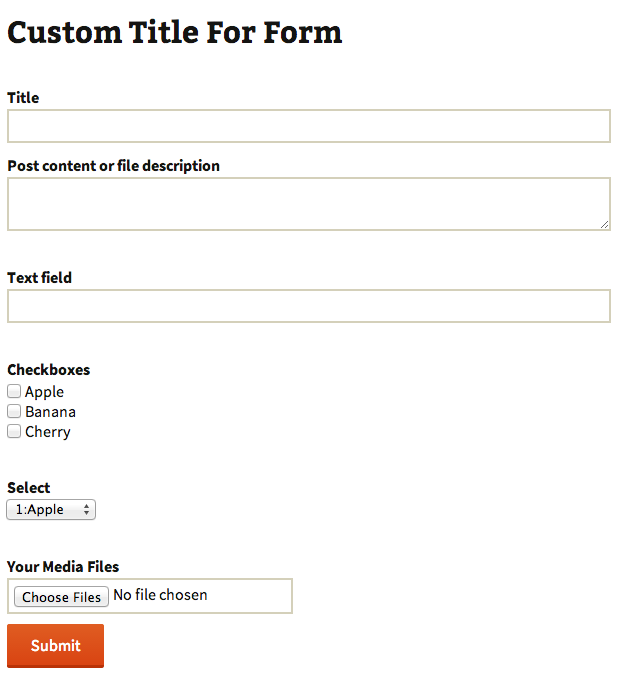 Custom Title For Form
Title
Post content or file description
Text field
Checkboxes
Apple
Banana
Cherry
Select
1:Apple
Your Media Files
Choose Files No file chosen
Submit